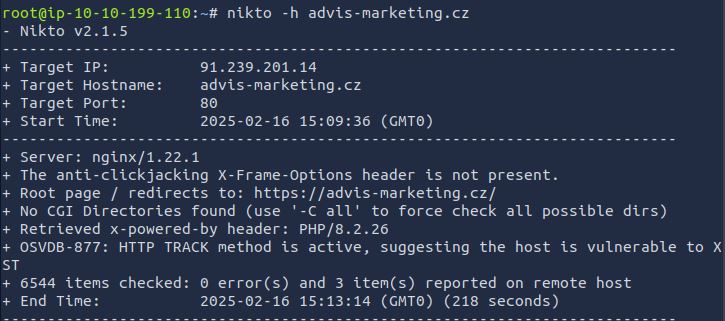 root@ip-10-10-199-110:~# nikto -h advis-marketing.cz
- Nikto v2.1.5
---------------------------------------------------------------------------
+ Target IP:          91.239.201.14
+ Target Hostname:    advis-marketing.cz
+ Target Port:        80
+ Start Time:         2025-02-16 15:09:36 (GMT0)
---------------------------------------------------------------------------
+ Server: nginx/1.22.1
+ The anti-clickjacking X-Frame-Options header is not present.
+ Root page / redirects to: https://advis-marketing.cz/
+ No CGI Directories found (use '-C all' to force check all possible dirs)
+ Retrieved x-powered-by header: PHP/8.2.26
+ OSVDB-877: HTTP TRACK method is active, suggesting the host is vulnerable to X
ST
+ 6544 items checked: 0 error(s) and 3 item(s) reported on remote host
+ End Time:           2025-02-16 15:13:14 (GMT0) (218 seconds)
---------------------------------------------------------------------------